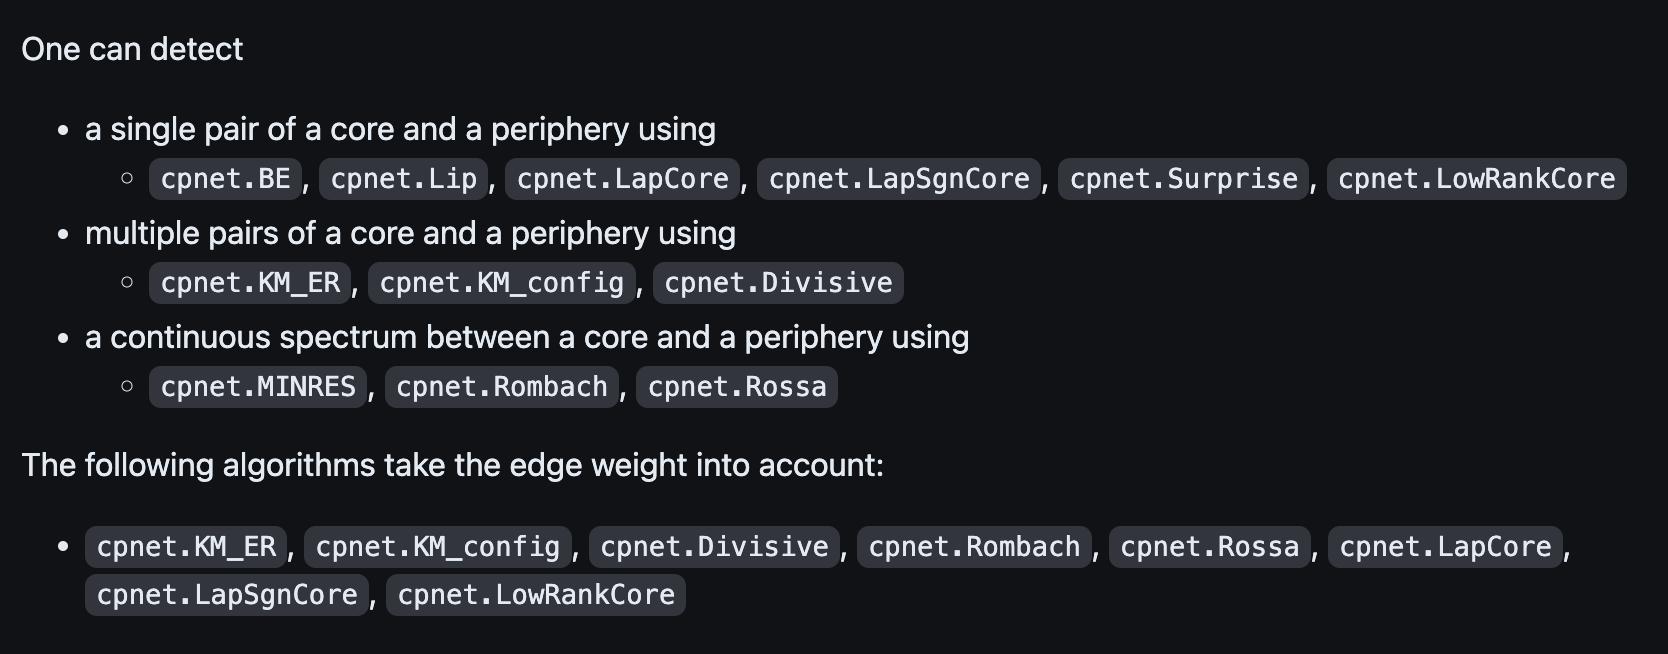 One can detect
• a single pair of a core and a periphery using
◦ cpnet.BE, cpnet.Lip, cpnet.LapCore, cpnet.LapSgnCore, cpnet.Surprise, cpnet.LowRankCore
• multiple pairs of a core and a periphery using
◦ cpnet.KM_ER, cpnet.KM_config, cpnet.Divisive
• a continuous spectrum between a core and a periphery using
◦ cpnet.MINRES, cpnet.Rombach, cpnet.Rossa
The following algorithms take the edge weight into account:
• cpnet.KM_ER, cpnet.KM_config, cpnet.Divisive, cpnet.Rombach, cpnet.Rossa, cpnet.LapCore,
cpnet.LapSgnCore, cpnet.LowRankCore